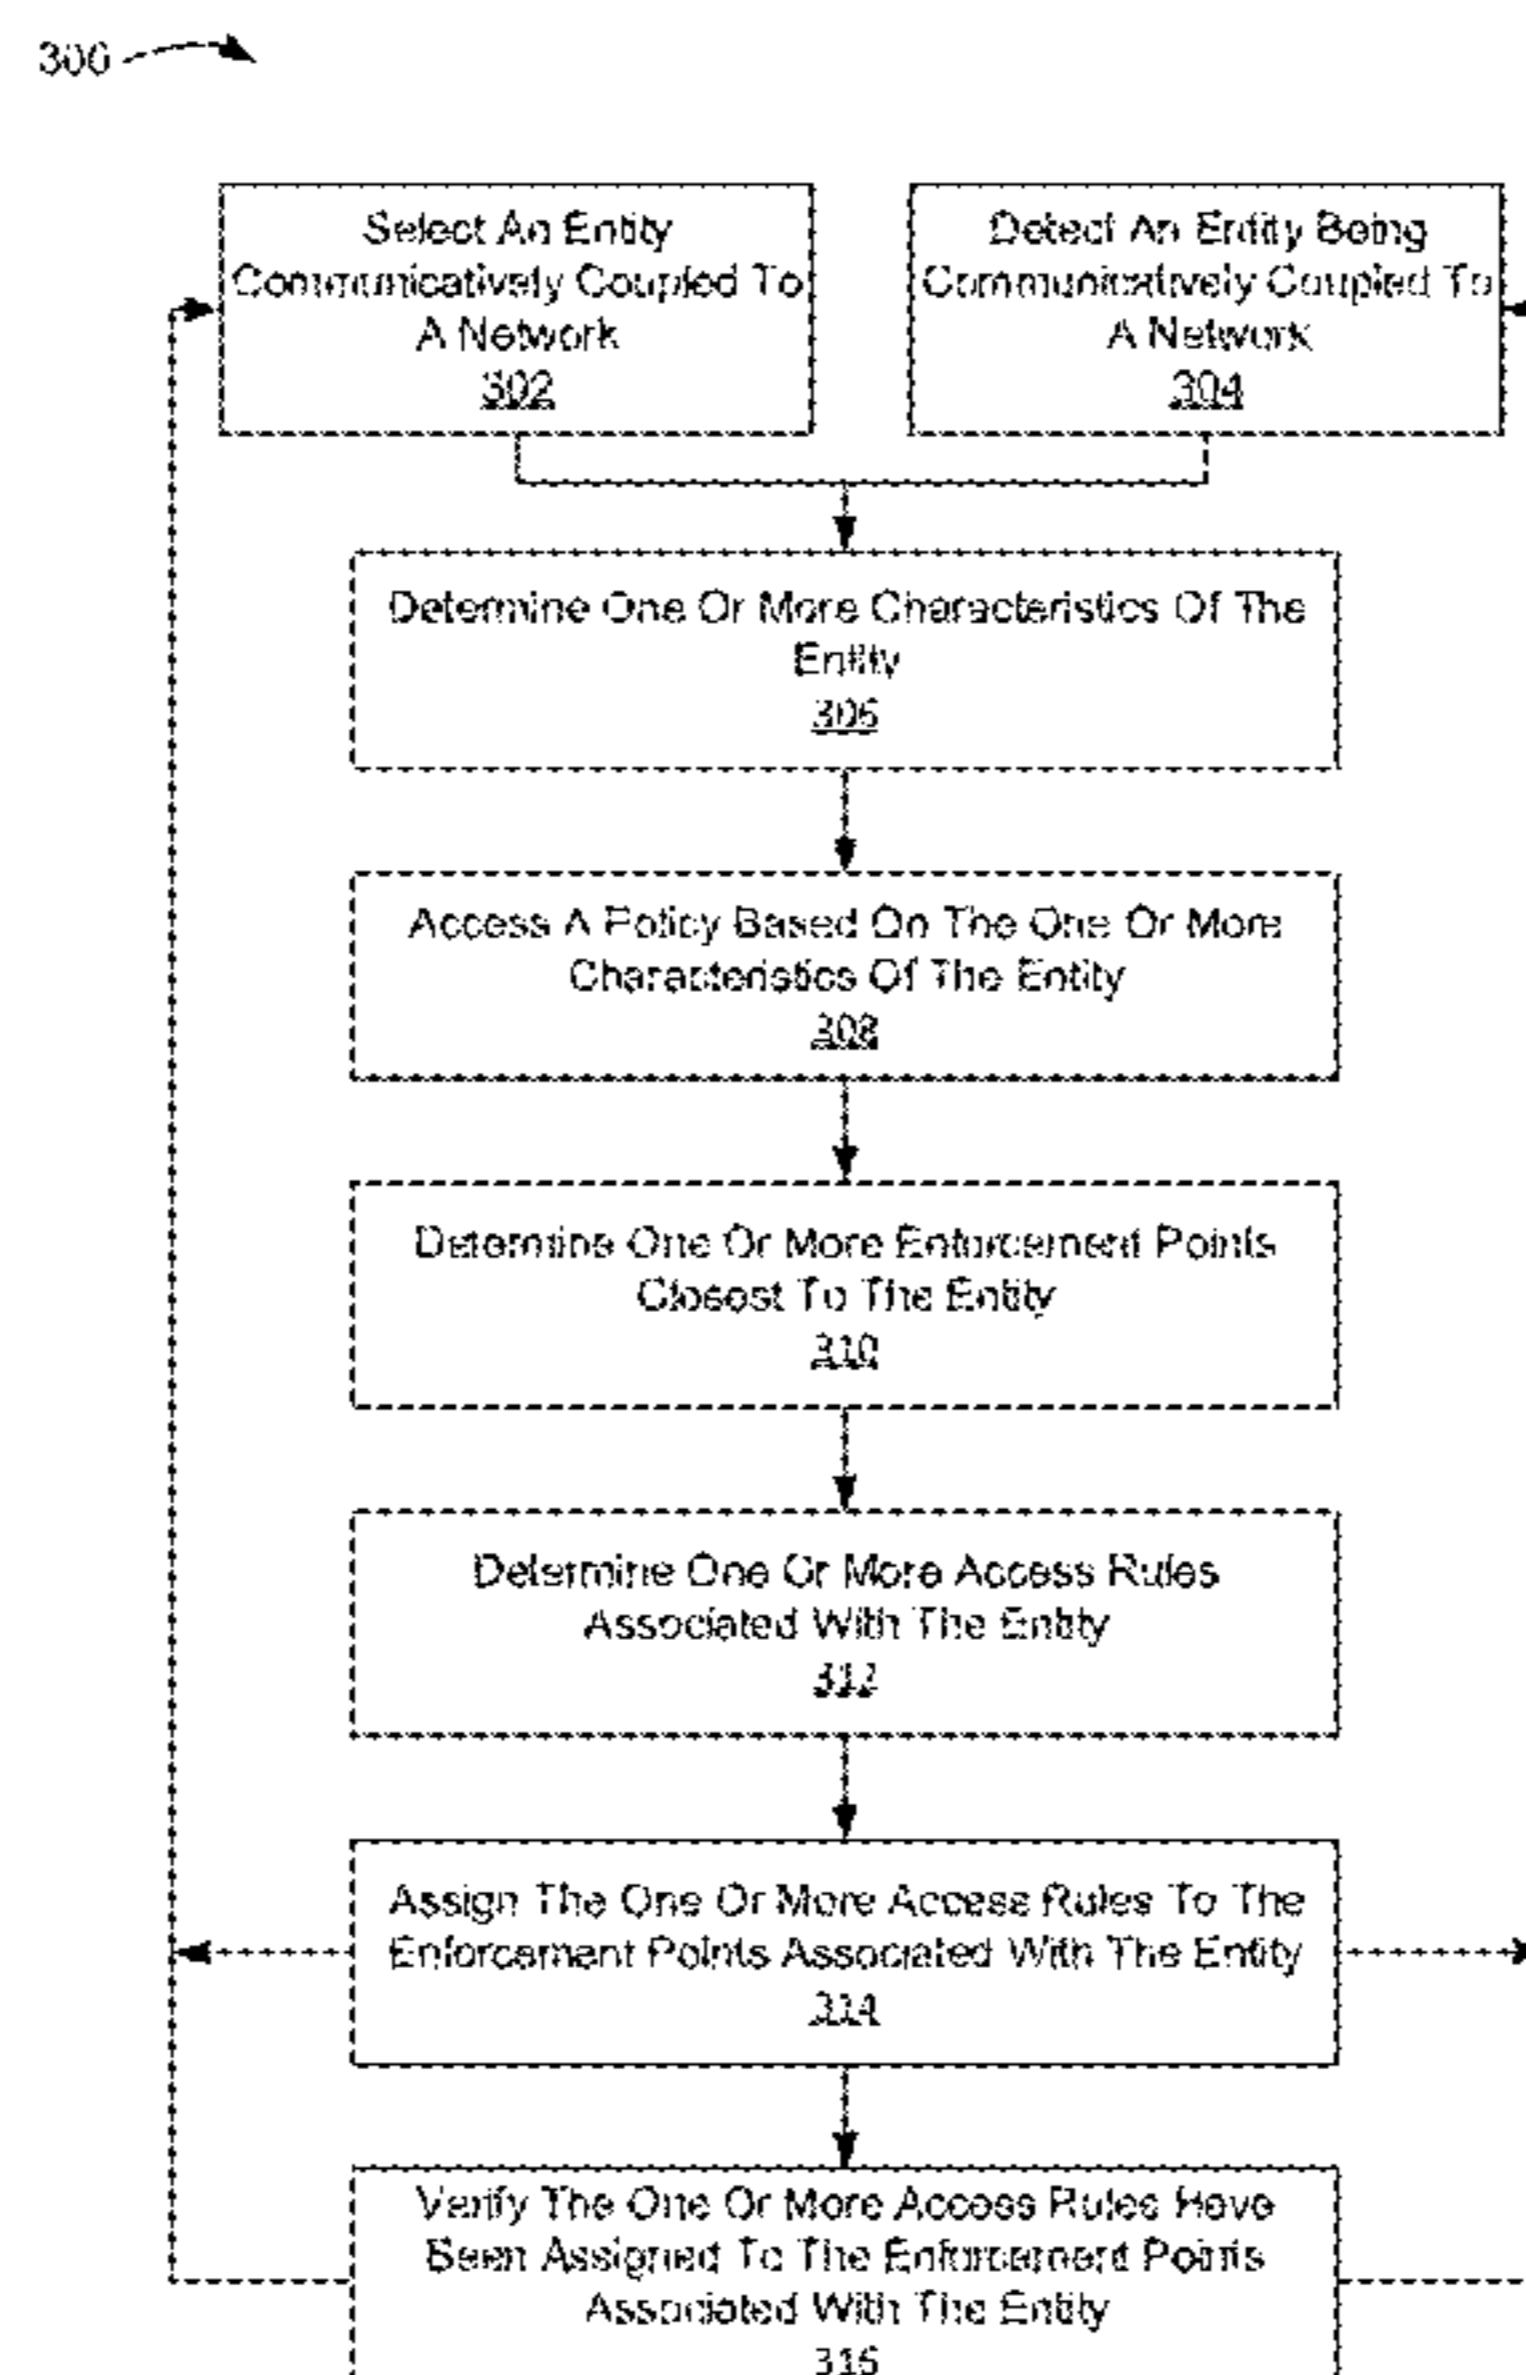 300
Select An Entity
Communicatively Coupled To
A Network
302
Detect An Entity Being
Communicatively Coupled To
A Network
304
Determine One Or More Characteristics Of The
Entity
306
Access A Policy Based On The One Or More
Characteristics Of The Entity
308
Determine One Or More Enforcement Points
Closest To The Entity
310
Determine One Or More Access Rules
Associated With The Entity
312
Assign The One Or More Access Rules To The
Enforcement Points Associated With The Entity
314
Verify The One Or More Access Rules Have
Been Assigned To The Enforcement Points
Associated With The Entity
316